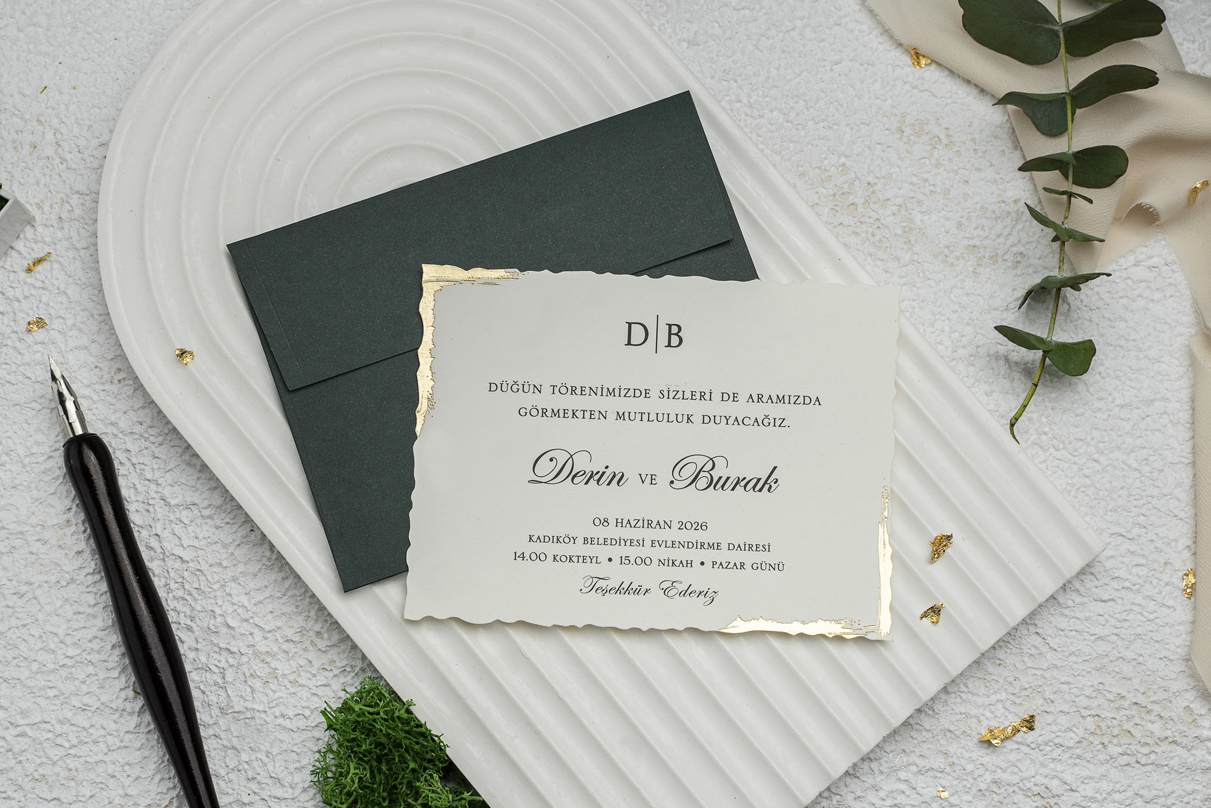 D|B
DÜĞÜN TÖRENİMİZDE SİZLERİ DE ARAMIZDA
GÖRMEKTEN MUTLULUK DUYACAĞIZ.
Derin VE Burak
08 HAZİRAN 2026
KADIKÖY BELEDİYESİ EVLENDİRME DAİRESİ
14.00 KOKTEYL • 15.00 NİKAH • PAZAR GÜNÜ
Teşekkür Ederiz